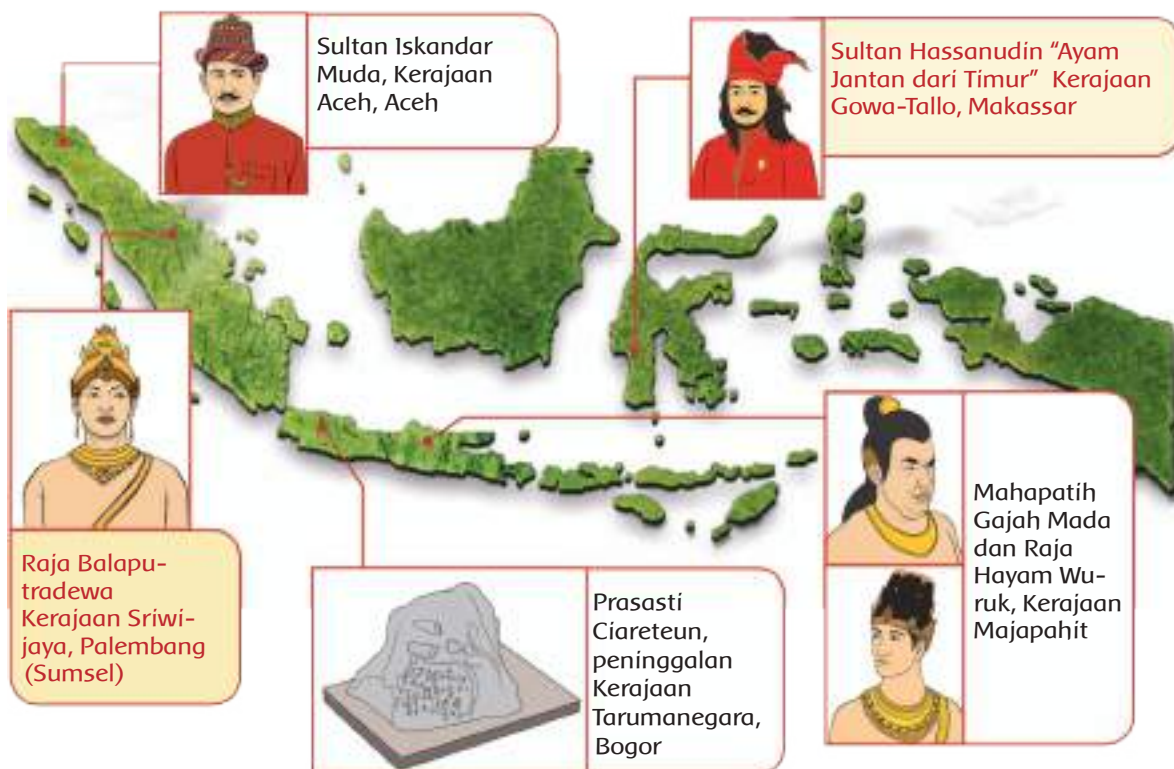 Sultan Iskandar
Muda, Kerajaan
Aceh, Aceh
Sultan Hassanudin “Ayam
Jantan dari Timur” Kerajaan
Gowa-Tallo, Makassar
Raja Balapu-
tradewa
Kerajaan Sriwi-
jaya, Palembang
(Sumsel)
Prasasti
Ciareteun,
peninggalan
Kerajaan
Tarumanegara,
Bogor
Mahapatih
Gajah Mada
dan Raja
Hayam Wu-
ruk, Kerajaan
Majapahit